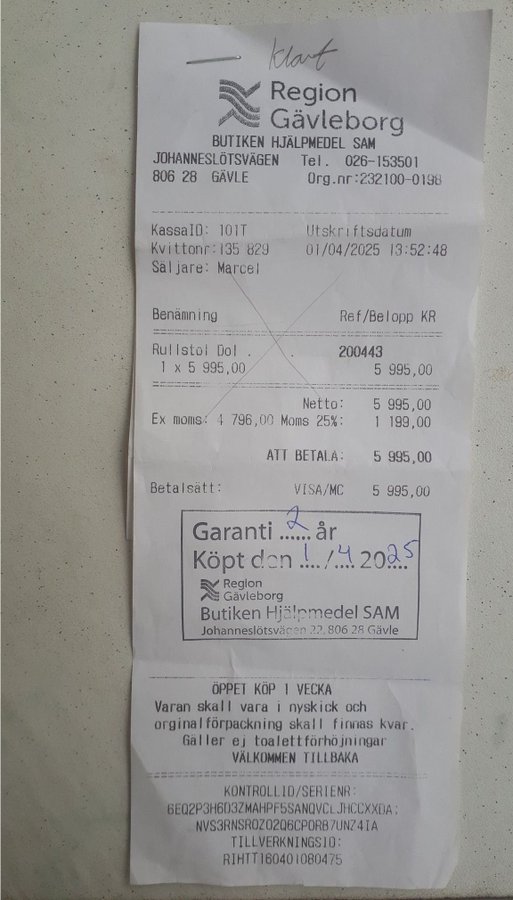 Klart
Region
Gävleborg
BUTIKEN HJÄLPMEDEL SAM
JOHANNESLÖTSVÄGEN Tel. 026-153501
806 28 GÄVLE Org.nr:232100-0198
KassaID: 101T Utskriftsdatum
Kvittonr:135 829 01/04/2025 13:52:48
Säljare: Marcel
Benämning Ref/Belopp KR
Rullstol Dol . . 200443
1 x 5 995,00 5 995,00
Netto: 5 995,00
Ex moms: 4 796,00 Moms 25%: 1 199,00
ATT BETALA: 5 995,00
Betalsätt: VISA/MC 5 995,00
Garanti ..2.... år
Köpt den 1.../4... 2025....
Region
Gävleborg
Butiken Hjälpmedel SAM
Johanneslötsvägen 22, 806 28 Gävle
ÖPPET KÖP 1 VECKA
Varan skall vara i nyskick och
orginalförpackning skall finnas kvar.
Gäller ej toalettförhöjningar
VÄLKOMMEN TILLBAKA
KONTROLLID/SERIENR:
TILLVERKNINGSID:
RIHTT160401080475